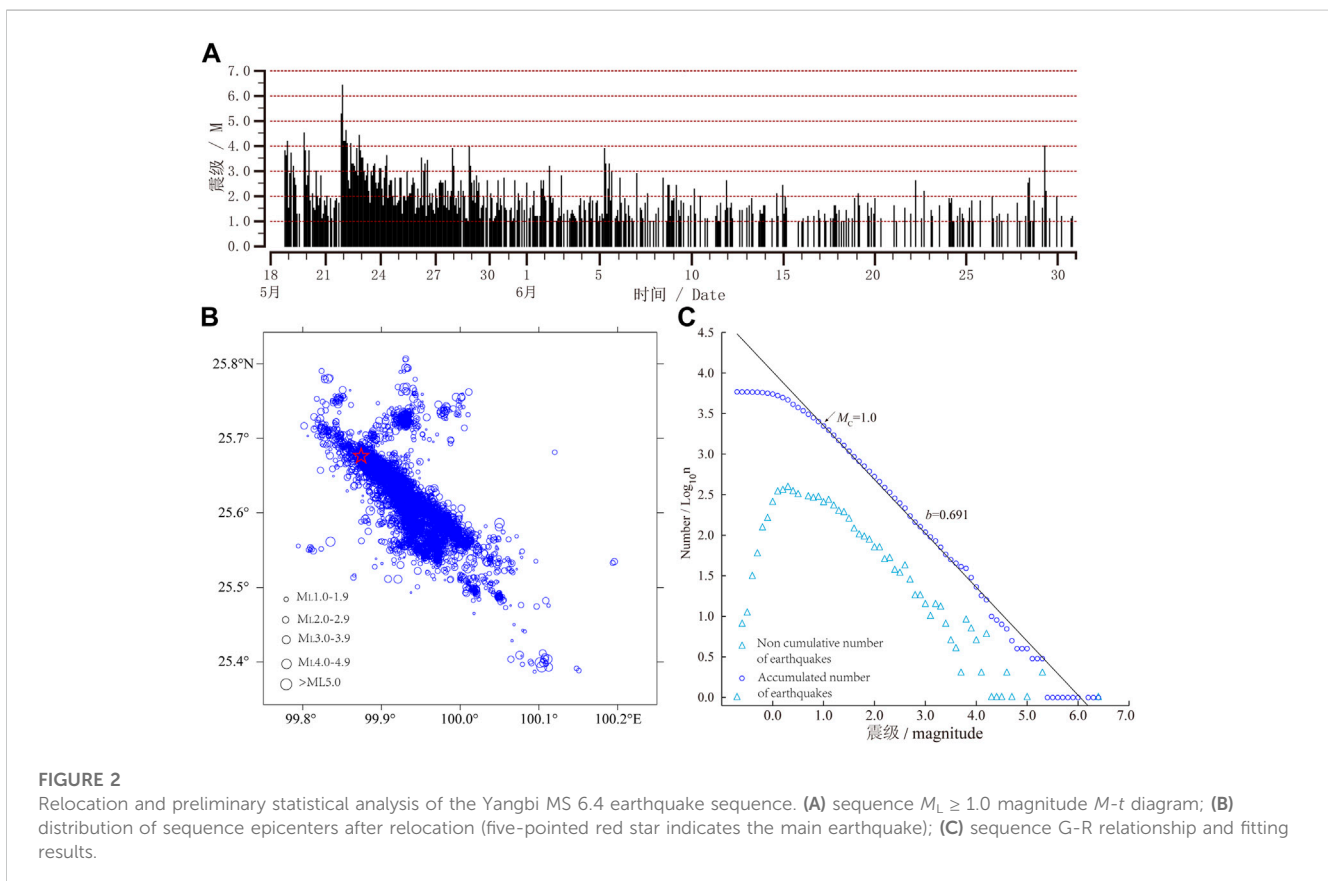 A
7.0
6.0
5.0
4.0
3.0
2.0
1.0
0.0
震级 / M
18 21 24 27 30 1 5 10 15 20 25 30
5月 6月
时间 / Date
B
25.8°N
25.7°
25.6°
25.5°
25.4°
ML1.0-1.9
ML2.0-2.9
ML3.0-3.9
ML4.0-4.9
>ML5.0
99.8° 99.9° 100.0° 100.1° 100.2°E
C
4.5
4.0
3.5
3.0
2.5
2.0
1.5
1.0
0.5
0.0
Number / Log10n
MC=1.0
b=0.691
Non cumulative number
of earthquakes
Accumulated number
of earthquakes
0.0 1.0 2.0 3.0 4.0 5.0 6.0 7.0
震级 / magnitude
FIGURE 2
Relocation and preliminary statistical analysis of the Yangbi MS 6.4 earthquake sequence. (A) sequence ML ≥ 1.0 magnitude M-t diagram; (B)
distribution of sequence epicenters after relocation (five-pointed red star indicates the main earthquake); (C) sequence G-R relationship and fitting
results.